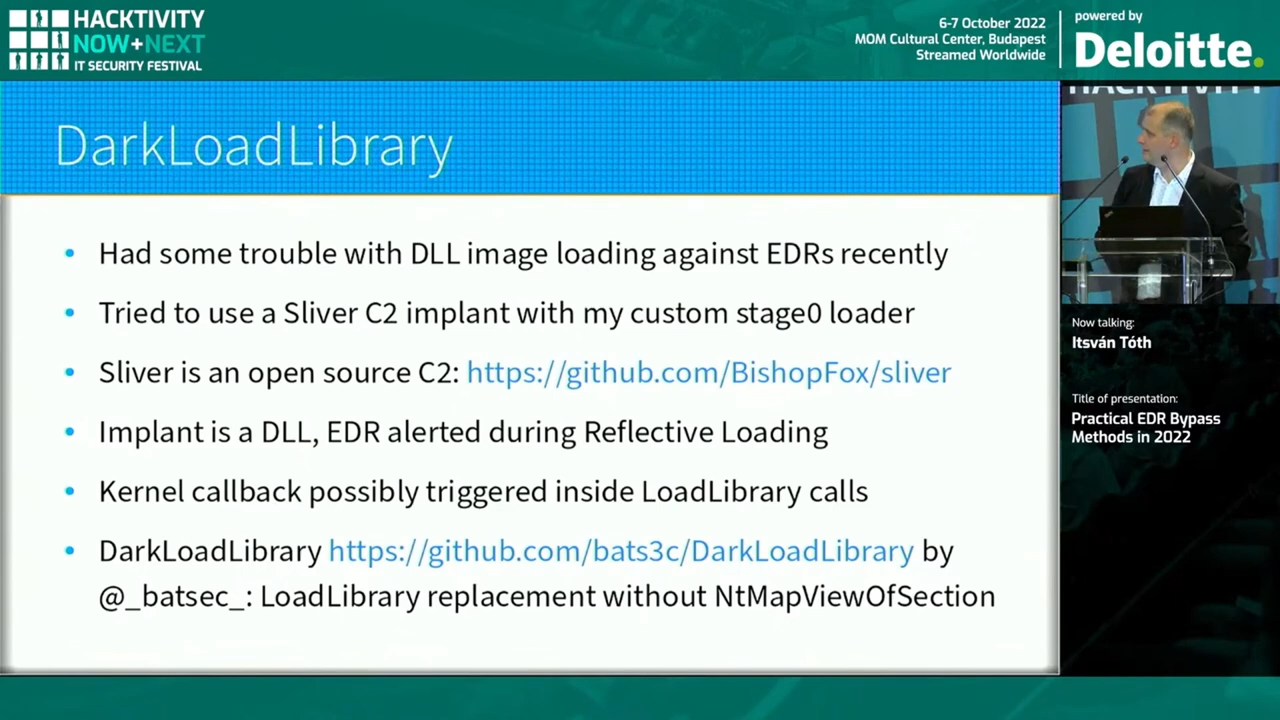 HACKTIVITY
NOW+NEXT
IT SECURITY FESTIVAL
6-7 October 2022
MOM Cultural Center, Budapest
Streamed Worldwide
powered by
Deloitte.
DarkLoadLibrary
• Had some trouble with DLL image loading against EDRs recently
• Tried to use a Sliver C2 implant with my custom stage0 loader
• Sliver is an open source C2: https://github.com/BishopFox/sliver
• Implant is a DLL, EDR alerted during Reflective Loading
• Kernel callback possibly triggered inside LoadLibrary calls
• DarkLoadLibrary https://github.com/bats3c/DarkLoadLibrary by
@_batsec_: LoadLibrary replacement without NtMapViewOfSection
HACKTIVITY
Now talking:
Itsván Tóth
Title of presentation:
Practical EDR Bypass
Methods in 2022